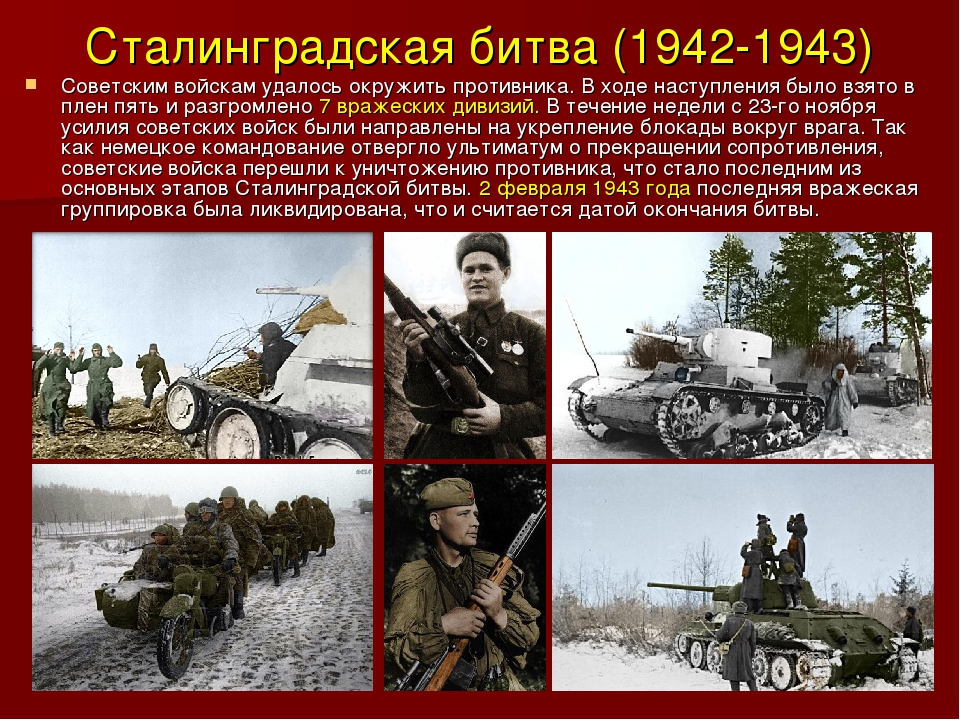 Сталинградская битва (1942-1943)
Советским войскам удалось окружить противника. В ходе наступления было взято в
плен пять и разгромлено 7 вражеских дивизий. В течение недели с 23-го ноября
усилия советских войск были направлены на укрепление блокады вокруг врага. Так
как немецкое командование отвергло ультиматум о прекращении сопротивления,
советские войска перешли к уничтожению противника, что стало последним из
основных этапов Сталинградской битвы. 2 февраля 1943 года последняя вражеская
группировка была ликвидирована, что и считается датой окончания битвы.